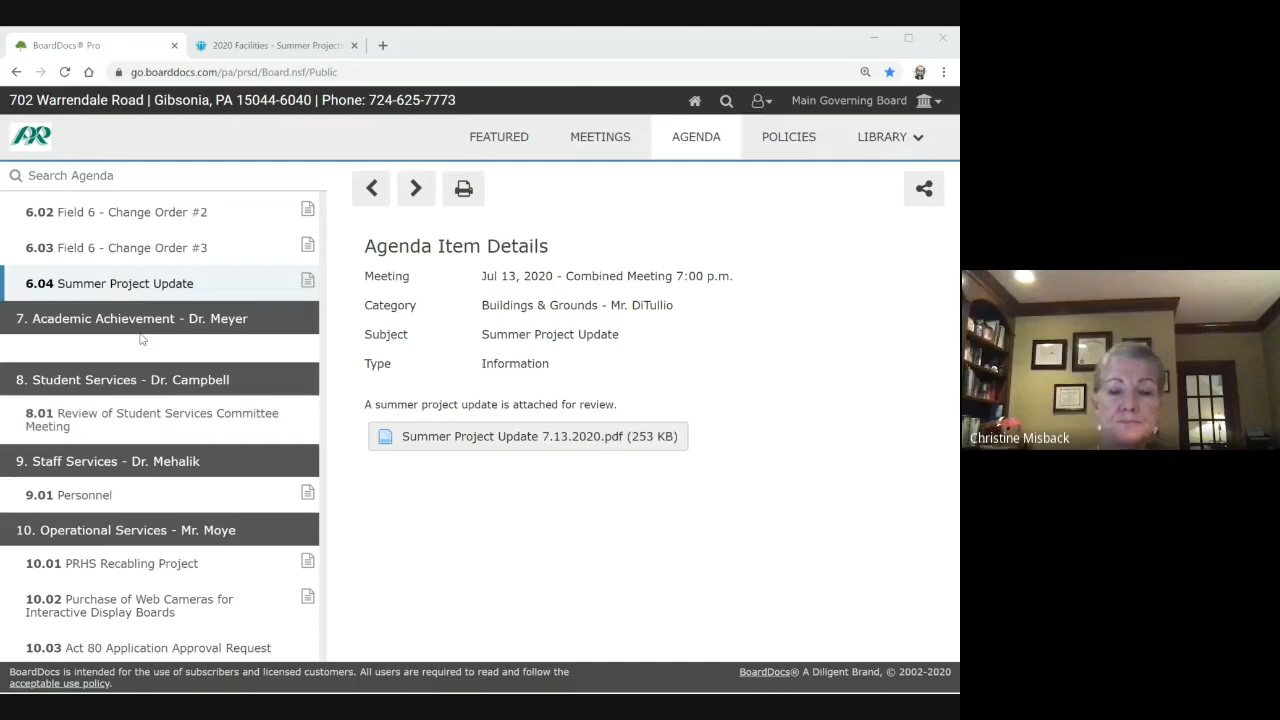 BoardDocs® Pro
2020 Facilities - Summer Project
go.boarddocs.com/pa/prsd/Board.nsf/Public
702 Warrendale Road | Gibsonia, PA 15044-6040 | Phone: 724-625-7773
Main Governing Board
PR
FEATURED
MEETINGS
AGENDA
POLICIES
LIBRARY
Search Agenda
6.02 Field 6 - Change Order #2
6.03 Field 6 - Change Order #3
6.04 Summer Project Update
7. Academic Achievement - Dr. Meyer
8. Student Services - Dr. Campbell
8.01 Review of Student Services Committee
Meeting
9. Staff Services - Dr. Mehalik
9.01 Personnel
10. Operational Services - Mr. Moye
10.01 PRHS Recabling Project
10.02 Purchase of Web Cameras for
Interactive Display Boards
10.03 Act 80 Application Approval Request
Agenda Item Details
Meeting Jul 13, 2020 - Combined Meeting 7:00 p.m.
Category Buildings & Grounds - Mr. DiTullio
Subject Summer Project Update
Type Information
A summer project update is attached for review.
Summer Project Update 7.13.2020.pdf (253 KB)
Christine Misback
BoardDocs is intended for the use of subscribers and licensed customers. All users are required to read and follow the
acceptable use policy.
BoardDocs® A Diligent Brand, © 2002-2020